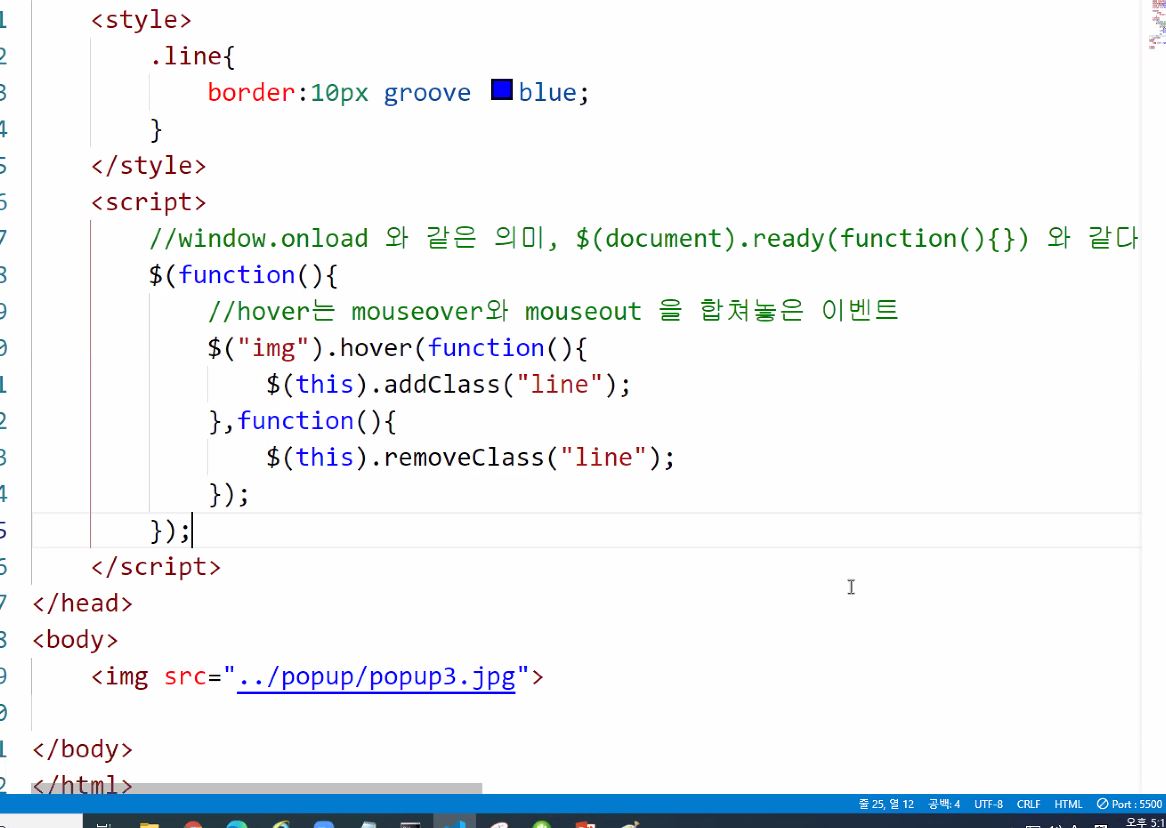 1 <style>
2 .line{
3 border:10px groove blue;
4 }
5 </style>
6 <script>
7 //window.onload 와 같은 의미, $(document).ready(function(){}) 와 같다
8 $(function(){
9 //hover는 mouseover와 mouseout 을 합쳐놓은 이벤트
0 $("img").hover(function(){
1 $(this).addClass("line");
2 },function(){
3 $(this).removeClass("line");
4 });
5 });
6 </script>
7 </head>
8 <body>
9 <img src="../popup/popup3.jpg">
0
1 </body>
2 </html>
줄 25, 열 12 공백: 4 UTF-8 CRLF HTML Port : 5500
오후 5:1